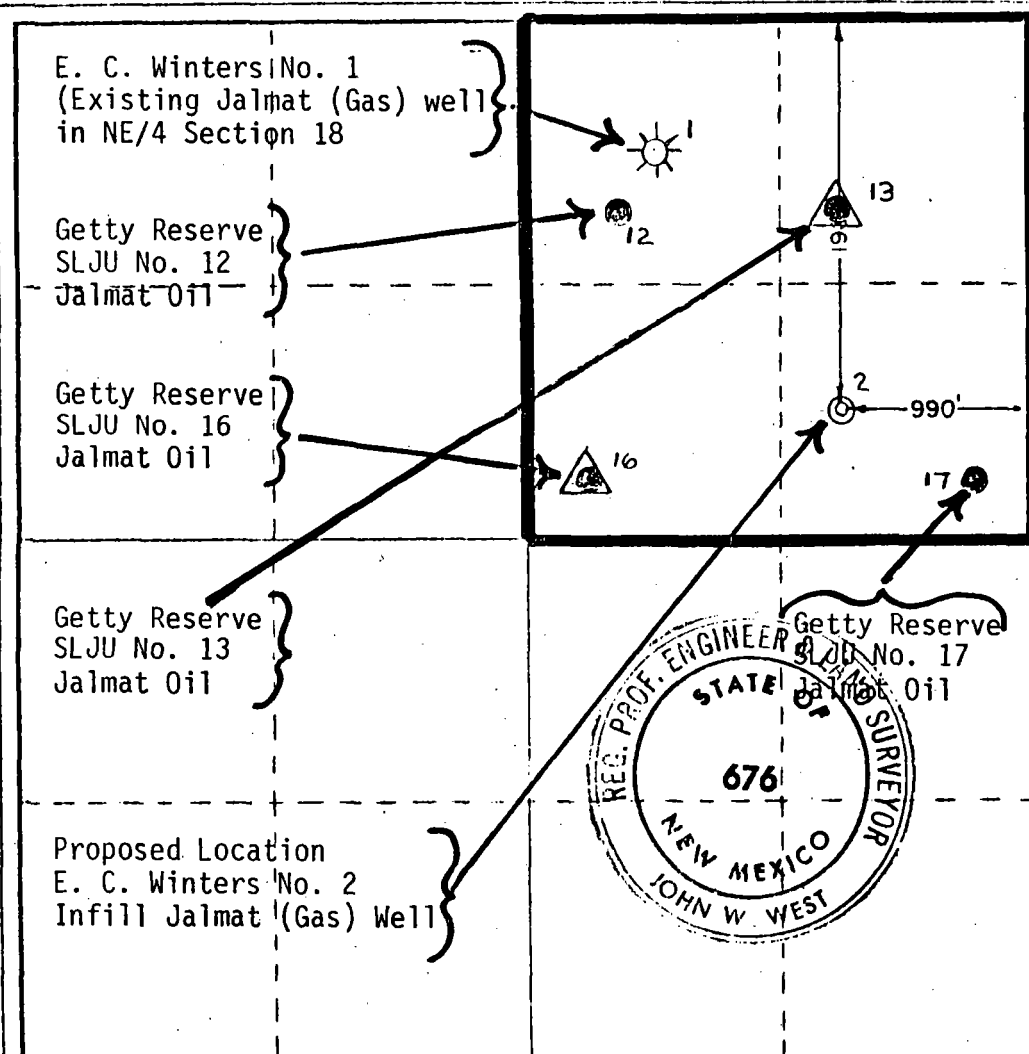 E. C. Winters No. 1
(Existing Jalmat (Gas) well
in NE/4 Section 18
1
Getty Reserve
SLJU No. 12
Jalmat Oil
12
13
Getty Reserve
SLJU No. 16
Jalmat Oil
16
2
990'
17
Getty Reserve
SLJU No. 13
Jalmat Oil
Getty Reserve
SLJU No. 17
Jalmat Oil
REG. PROF. ENGINEER & LAND SURVEYOR
STATE OF
676
NEW MEXICO
JOHN W. WEST
Proposed Location
E. C. Winters No. 2
Infill Jalmat (Gas) Well